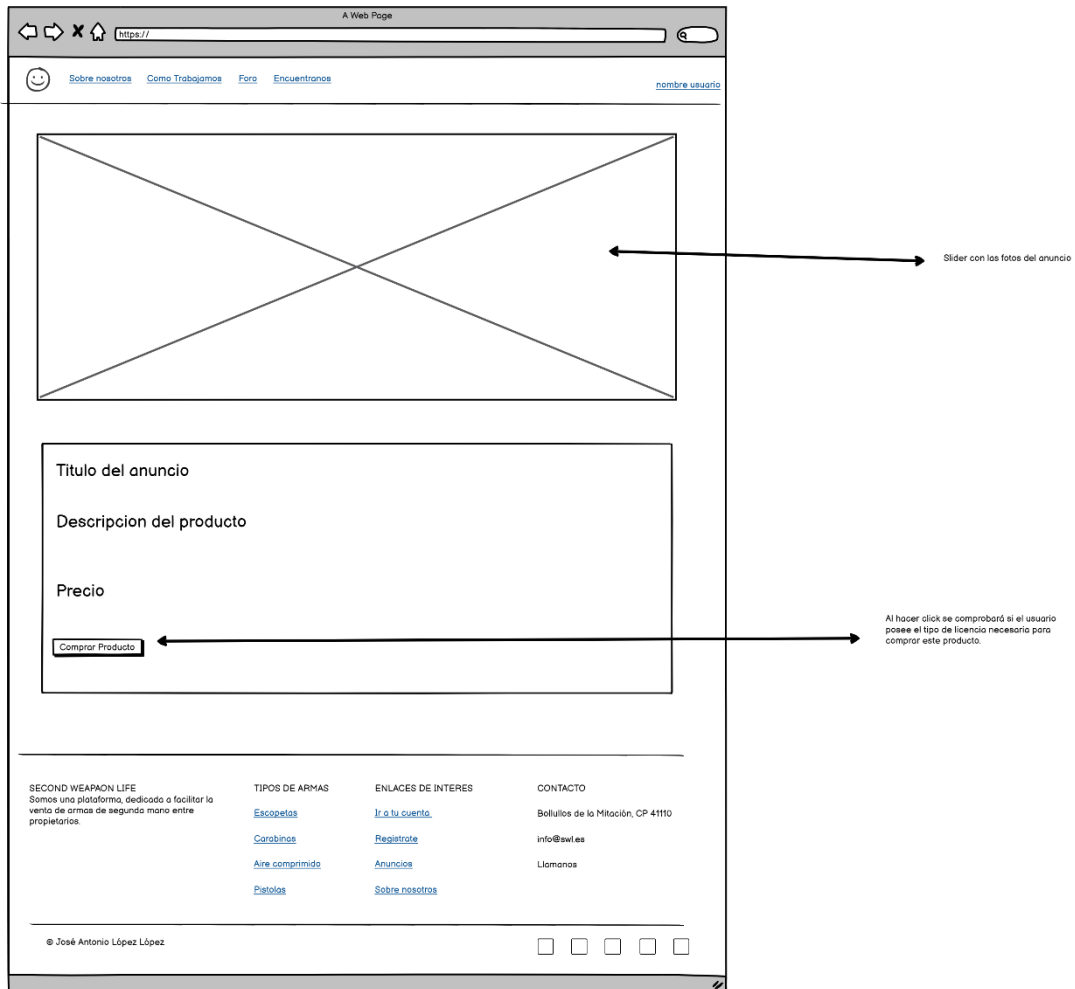 A Web Page
https://
Sobre nosotros Como Trabajamos Foro Encuentranos
nombre usuario
Slider con las fotos del anuncio
Titulo del anuncio
Descripcion del producto
Precio
Comprar Producto
Al hacer click se comprobará si el usuario
posee el tipo de licencia necesaria para
comprar este producto.
SECOND WEAPAON LIFE
Somos una plataforma, dedicada a facilitar la
venta de armas de segunda mano entre
propietarios.
TIPOS DE ARMAS
Escopetas
Carabinas
Aire comprimido
Pistolas
ENLACES DE INTERES
Ir a tu cuenta
Registrate
Anuncios
Sobre nosotros
CONTACTO
Bollullos de la Mitación, CP 41110
info@swl.es
Llamanos
© José Antonio López López